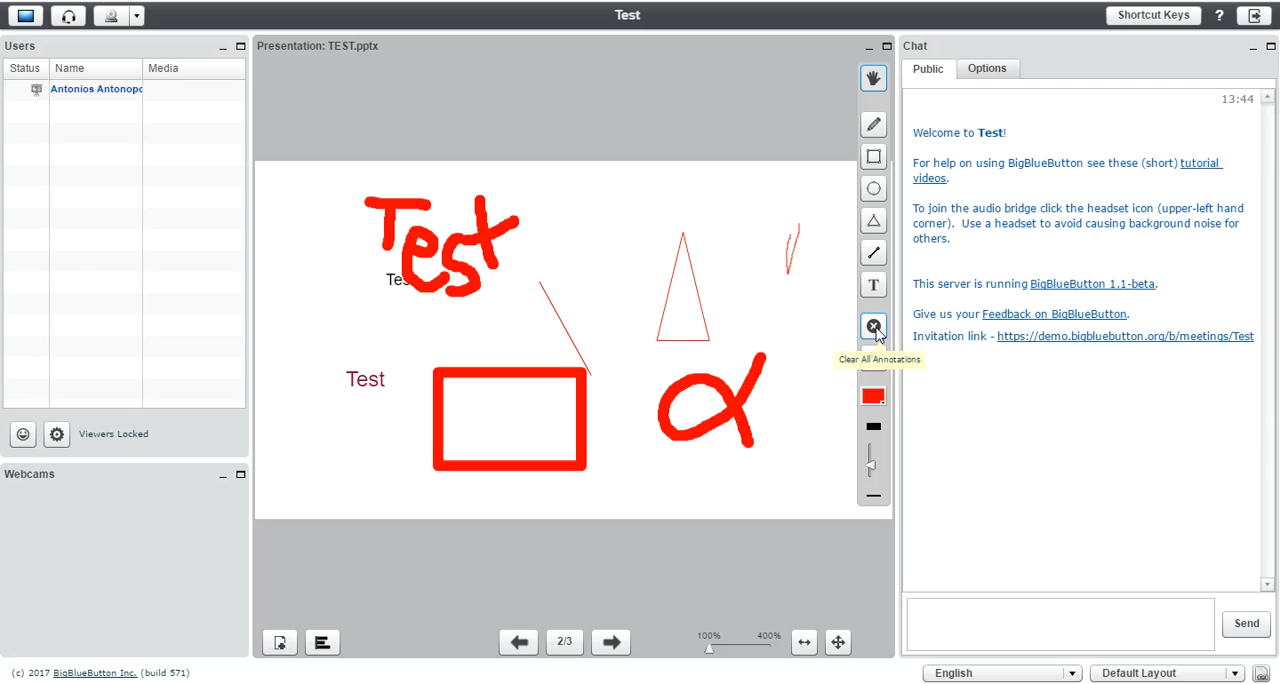 Test
Shortcut Keys
?
Users
Status Name Media
Antonios Antonopo
Viewers Locked
Webcams
Presentation: TEST.pptx
Test
Tes
Test
α
T
Clear All Annotations
2/3
100% 400%
Chat
Public Options
13:44
Welcome to Test!
For help on using BigBlueButton see these (short) tutorial
videos.
To join the audio bridge click the headset icon (upper-left hand
corner). Use a headset to avoid causing background noise for
others.
This server is running BigBlueButton 1.1-beta.
Give us your Feedback on BigBlueButton.
Invitation link - https://demo.bigbluebutton.org/b/meetings/Test
Send
(c) 2017 BigBlueButton Inc. (build 571)
English
Default Layout